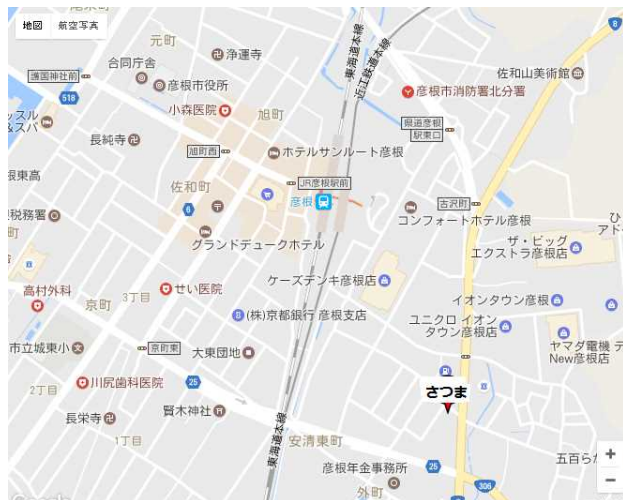 地図
航空写真
元町
8
合同庁舎
浄運寺
護国神社前
彦根市役所
佐和山美術館
518
小森医院
旭町
彦根市消防署北分署
東海道本線
近江鉄道本線
県道彦根
駅東口
長純寺
旭町西
ホテルサンルート彦根
佐和町
JR彦根駅前
彦根
古沢町
6
コンフォートホテル彦根
グランドデュークホテル
ザ・ビッグ
エクストラ彦根店
ケーズデンキ彦根店
高村外科
せい医院
3丁目
京町
イオンタウン彦根
(株)京都銀行 彦根支店
ユニクロ イオン
タウン彦根店
ヤマダ電機 テ
New彦根店
市立城東小
京町東
大東団地
川尻歯科医院
25
2丁目
さつま
賢木神社
長栄寺
1丁目
安清東町
東海道本線
彦根年金事務所
25
外町
306
五百らか
+
−